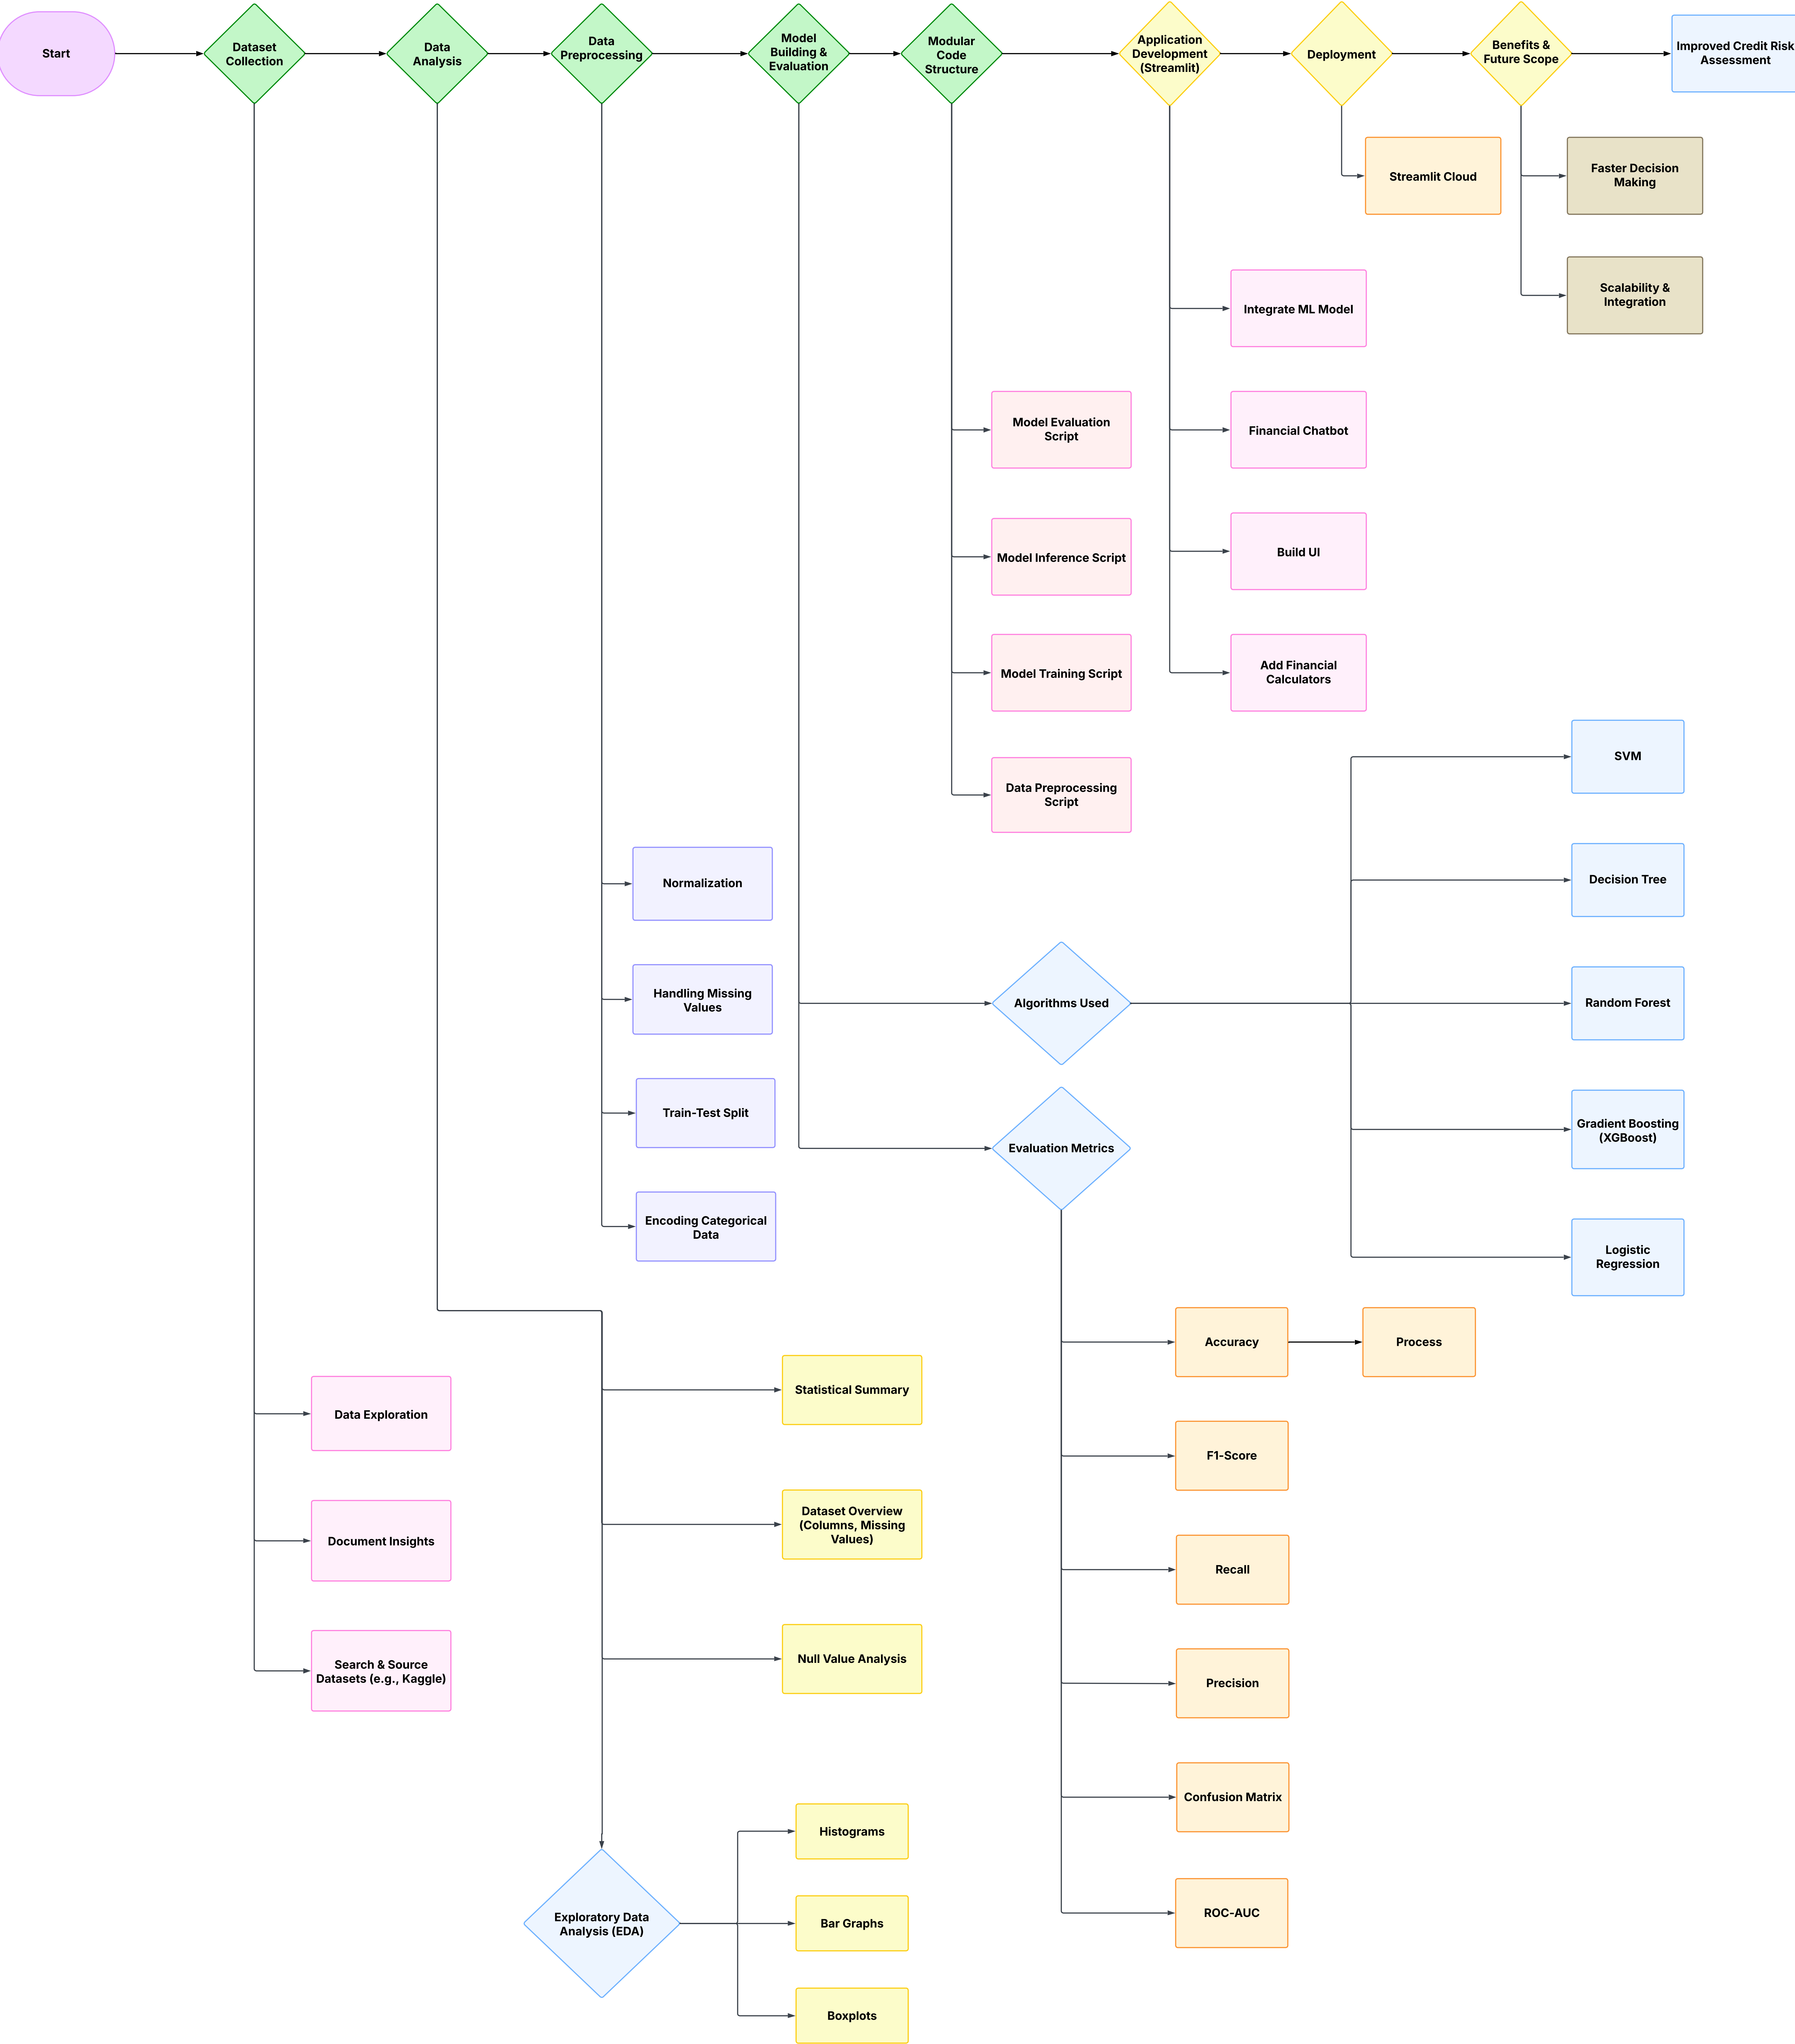 Start
Dataset
Collection
Data
Analysis
Data
Preprocessing
Model
Building &
Evaluation
Modular
Code
Structure
Application
Development
(Streamlit)
Deployment
Benefits &
Future Scope
Improved Credit Risk
Assessment
Streamlit Cloud
Faster Decision
Making
Scalability &
Integration
Integrate ML Model
Financial Chatbot
Build UI
Add Financial
Calculators
Model Evaluation
Script
Model Inference Script
Model Training Script
Data Preprocessing
Script
SVM
Decision Tree
Random Forest
Gradient Boosting
(XGBoost)
Logistic
Regression
Normalization
Handling Missing
Values
Train-Test Split
Encoding Categorical
Data
Algorithms Used
Evaluation Metrics
Accuracy
Process
F1-Score
Recall
Precision
Confusion Matrix
ROC-AUC
Statistical Summary
Dataset Overview
(Columns, Missing
Values)
Null Value Analysis
Data Exploration
Document Insights
Search & Source
Datasets (e.g., Kaggle)
Exploratory Data
Analysis (EDA)
Histograms
Bar Graphs
Boxplots